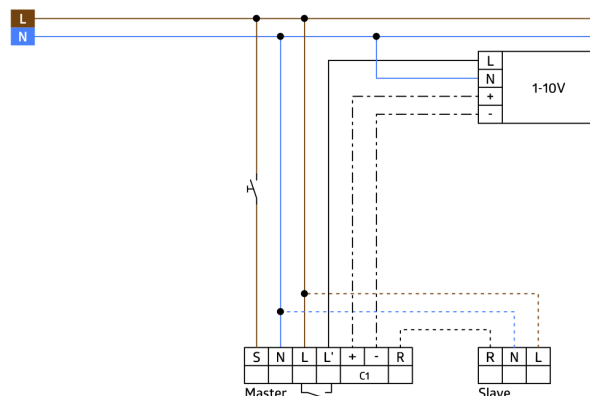 L
N
L
N
+
-
1-10V
S N L L' + - R
C1
R N L
Master
Slave